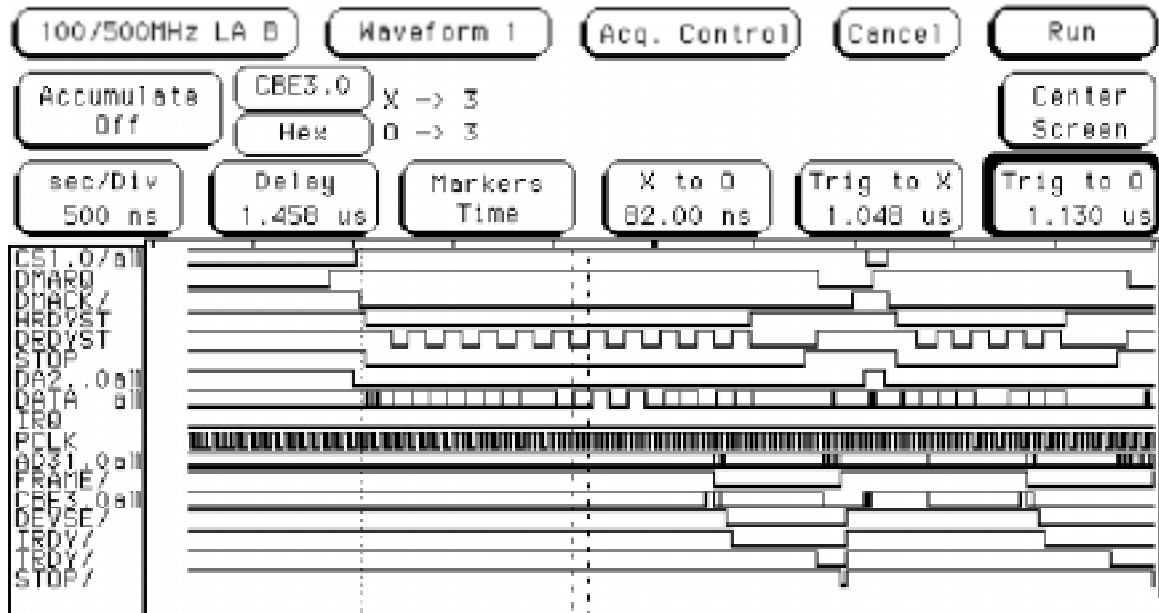 100/500MHz LA B Waveform 1 Acq. Control Cancel Run
Accumulate Off CBE3.0 Hex X -> 3 O -> 3 Center Screen
sec/Div 500 ns Delay 1.458 us Markers Time X to O 82.00 ns Trig to X 1.048 us Trig to O 1.130 us
CS1.0/all
DMARQ
DMACK/
HRDYST
DRDYST
STOP
DA2..0all
DATA all
IRQ
PCLK
AD31.0all
FRAME/
CBE3.0all
DEVSE/
IRDY/
STOP/